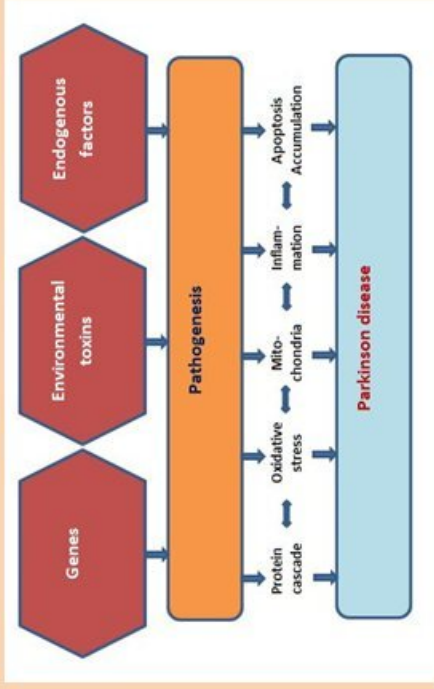 Genes
Environmental
toxins
Endogenous
factors
Pathogenesis
Protein
cascade
Oxidative
stress
Mito-
chondria
Inflam-
mation
Apoptosis
Accumulation
Parkinson disease